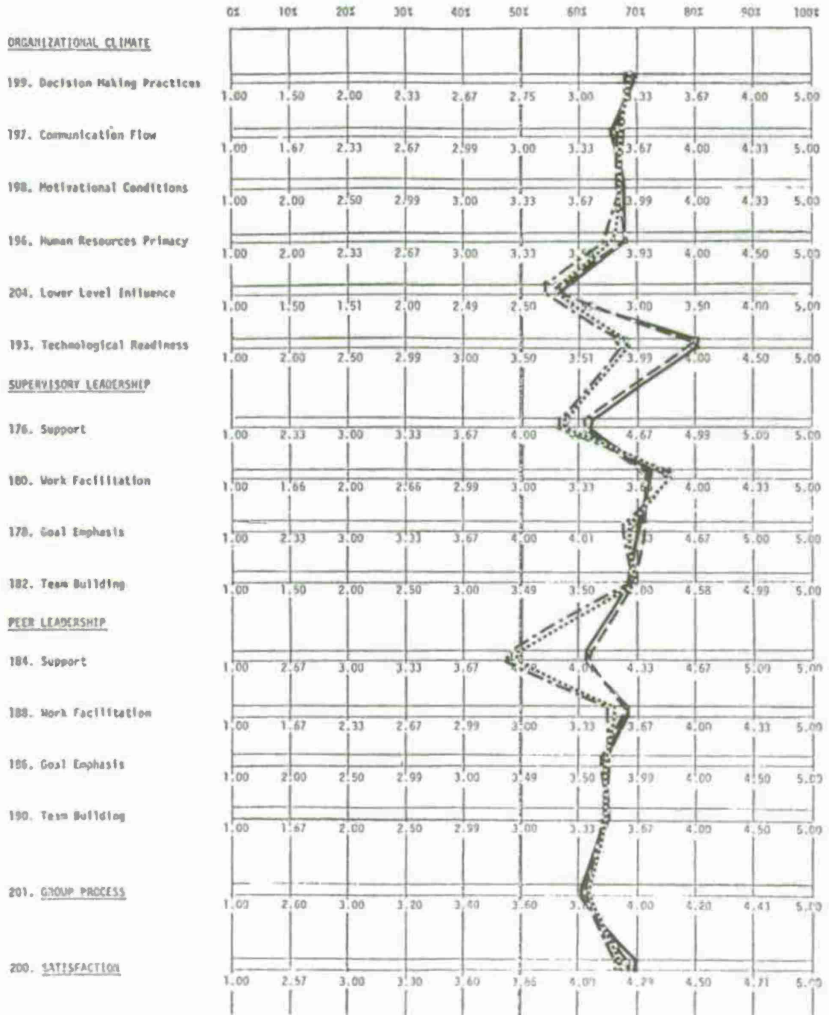 0% 10% 20% 30% 40% 50% 60% 70% 80% 90% 100%
ORGANIZATIONAL CLIMATE
199. Decision Making Practices
1.00 1.50 2.00 2.33 2.67 2.75 3.00 3.67 4.00 5.00
197. Communication Flow
1.00 1.67 2.33 2.67 2.99 3.00 3.33 3.67 4.00 4.33 5.00
198. Motivational Conditions
1.00 2.00 2.50 2.99 3.00 3.33 3.67 3.99 4.00 4.33 5.00
196. Human Resources Primacy
1.00 2.00 2.33 2.67 3.00 3.33 3.93 4.00 4.50 5.00
204. Lower Level Influence
1.00 1.50 1.51 2.00 2.49 2.50 3.00 3.50 4.00 5.00
193. Technological Readiness
1.00 2.00 2.50 2.99 3.00 3.50 3.51 3.99 4.00 4.50 5.00
SUPERVISORY LEADERSHIP
176. Support
1.00 2.33 3.00 3.33 3.67 4.00 4.67 4.99 5.00 5.00
180. Work Facilitation
1.00 1.66 2.00 2.66 2.99 3.00 3.33 4.00 4.33 5.00
178. Goal Emphasis
1.00 3.00 3.33 3.67 4.00 4.01 4.33 4.67 5.00 5.00
182. Team Building
1.00 1.50 2.00 2.50 3.00 3.49 3.50 4.00 4.58 4.99 5.00
PEER LEADERSHIP
184. Support
1.00 2.67 3.00 3.33 3.67 4.33 4.67 5.00 5.00
188. Work Facilitation
1.00 1.67 2.33 2.67 2.99 3.00 3.33 3.67 4.00 4.33 5.00
186. Goal Emphasis
1.00 2.00 2.50 2.99 3.00 3.49 3.50 3.99 4.00 4.50 5.00
190. Team Building
1.00 1.67 2.00 2.50 2.99 3.00 3.33 3.67 4.00 4.50 5.00
201. GROUP PROCESS
1.00 2.60 3.00 3.20 3.40 3.60 4.00 4.20 4.43 5.00
200. SATISFACTION
1.00 2.57 3.00 3.60 4.29 4.50 4.71 5.00